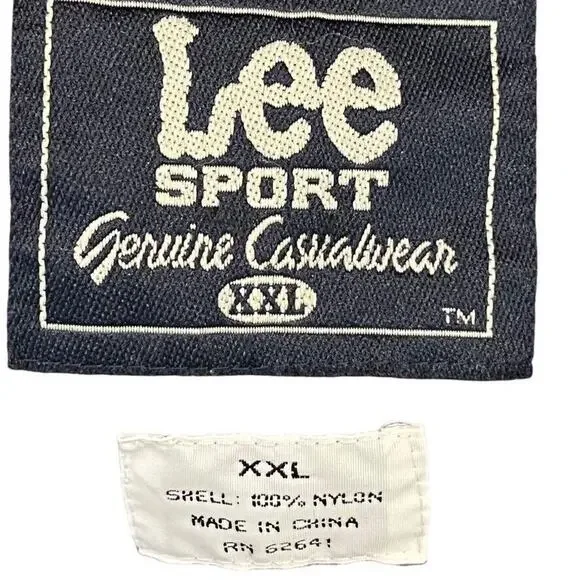 Lee
SPORT
Genuine Casualwear
XXL
TM
XXL
SHELL: 100% NYLON
MADE IN CHINA
RN 62641